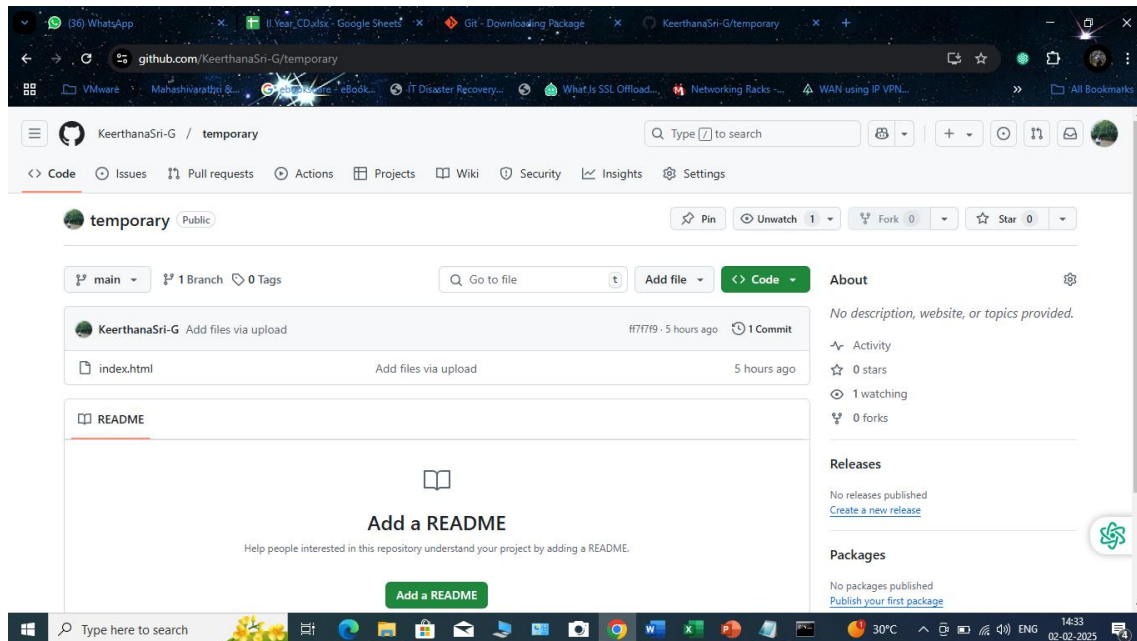 (36) WhatsApp II Year_CD.xlsx - Google Sheets Git - Downloading Package KeerthanaSri-G/temporary
github.com/KeerthanaSri-G/temporary
VMware Mahashivarathri &... IT Disaster Recovery... What Is SSL Offload... Networking Racks -... WAN using IP VPN... All Bookmarks
KeerthanaSri-G / temporary Type / to search
Code Issues Pull requests Actions Projects Wiki Security Insights Settings
temporary Public Pin Unwatch 1 Fork 0 Star 0
main 1 Branch 0 Tags Go to file t Add file Code
About
No description, website, or topics provided.
KeerthanaSri-G Add files via upload ff7f7f9 · 5 hours ago 1 Commit
index.html Add files via upload 5 hours ago
Activity
0 stars
1 watching
0 forks
README
Add a README
Help people interested in this repository understand your project by adding a README.
Add a README
Releases
No releases published
Create a new release
Packages
No packages published
Publish your first package
Type here to search 30°C ENG 14:33
02-02-2025